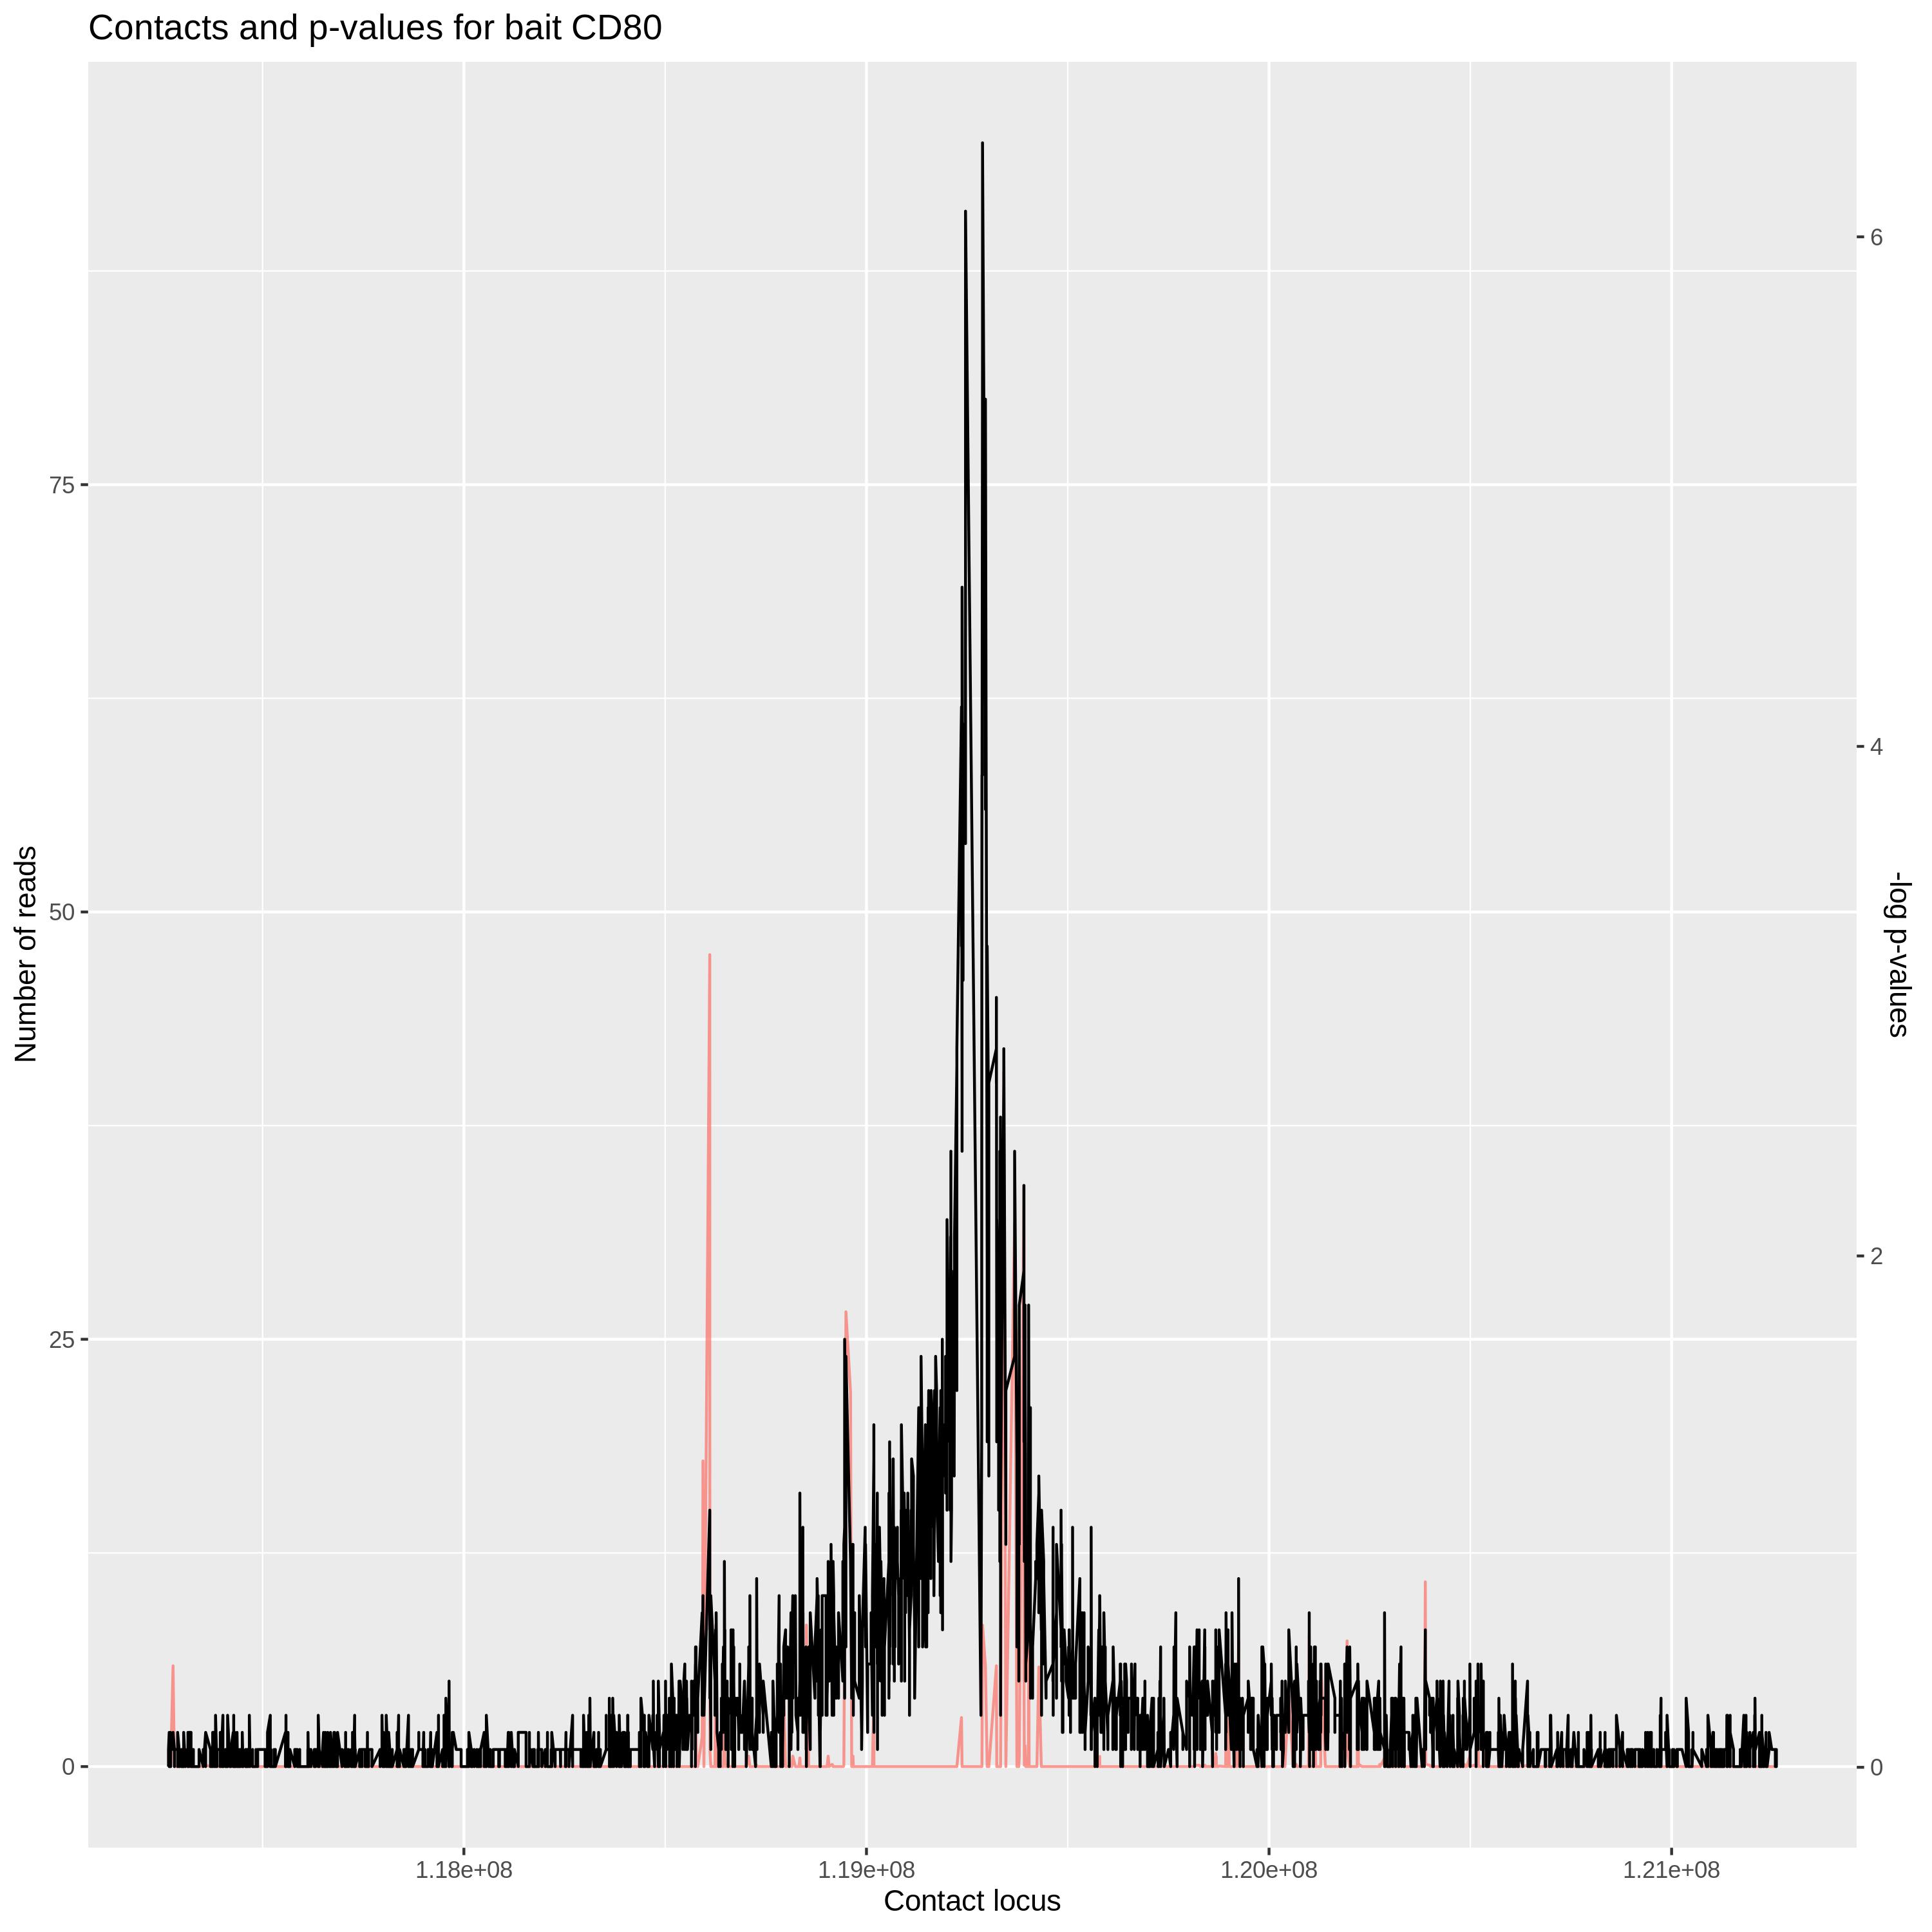 Contacts and p-values for bait CD80
Number of reads
75
50
25
0
6
4
2
0
-log p-values
1.18e+08
1.19e+08
1.20e+08
1.21e+08
Contact locus